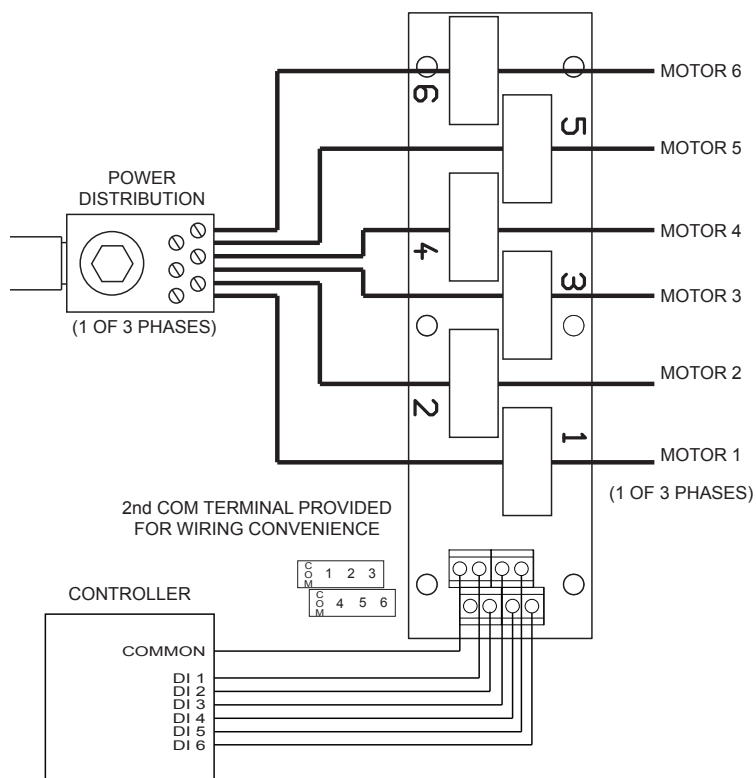 MOTOR 6
6
5
MOTOR 5
POWER
DISTRIBUTION
MOTOR 4
4
3
MOTOR 3
(1 OF 3 PHASES)
MOTOR 2
2
1
MOTOR 1
(1 OF 3 PHASES)
2nd COM TERMINAL PROVIDED
FOR WIRING CONVENIENCE
COM 1 2 3
COM 4 5 6
CONTROLLER
COMMON
DI 1
DI 2
DI 3
DI 4
DI 5
DI 6